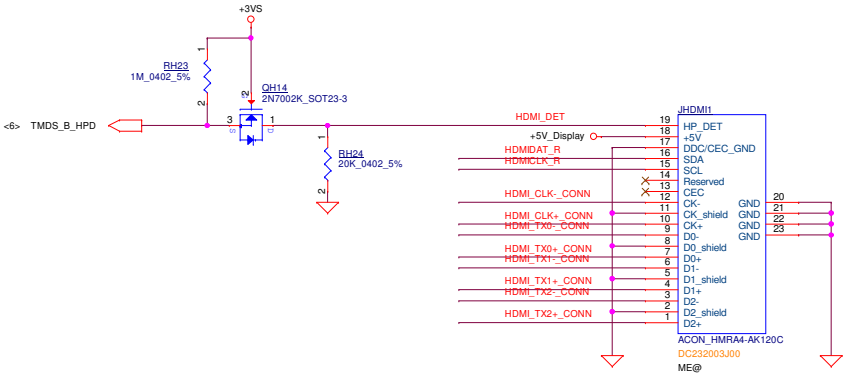 +3VS
1
RH23
1M_0402_5%
2
2
G
QH14
2N7002K_SOT23-3
<6> TMDS_B_HPD
3
S
1
D
1
RH24
20K_0402_5%
2
JHDMI1
HDMI_DET 19 HP_DET
+5V_Display 18 +5V
17 DDC/CEC_GND
HDMIDAT_R 16 SDA
HDMICLK_R 15 SCL
14 Reserved
13 CEC
HDMI_CLK-_CONN 12 CK- GND 20
11 CK_shield GND 21
HDMI_CLK+_CONN 10 CK+ GND 22
HDMI_TX0-_CONN 9 D0- GND 23
8 D0_shield
HDMI_TX0+_CONN 7 D0+
HDMI_TX1-_CONN 6 D1-
5 D1_shield
HDMI_TX1+_CONN 4 D1+
HDMI_TX2-_CONN 3 D2-
2 D2_shield
HDMI_TX2+_CONN 1 D2+
ACON_HMRA4-AK120C
DC232003J00
ME@